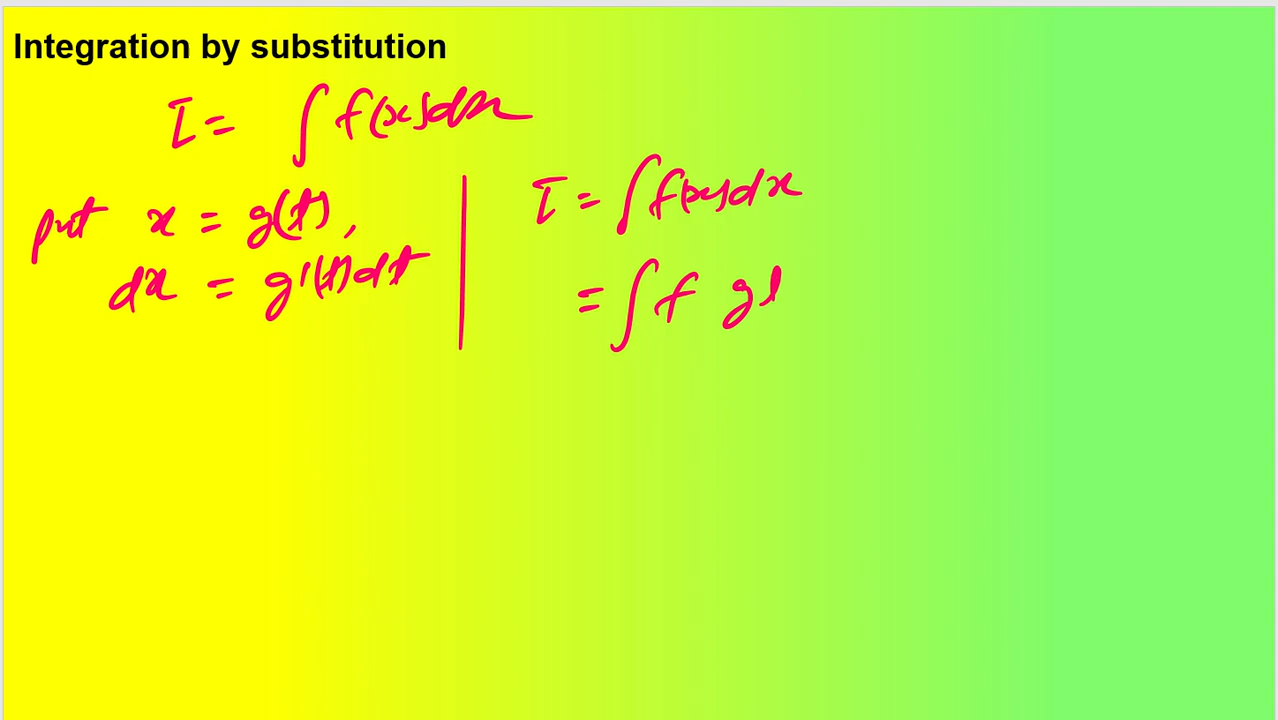 Integration by substitution
I = ∫ f(x)dx
put x = g(t),
dx = g'(t)dt
I = ∫ f(x)dx
= ∫ f g(